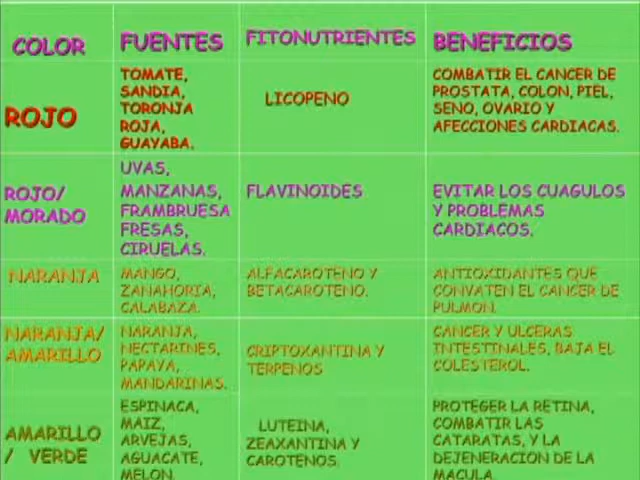 COLOR
FUENTES
FITONUTRIENTES
BENEFICIOS
ROJO
TOMATE,
SANDIA,
TORONJA
ROJA,
GUAYABA.
LICOPENO
COMBATIR EL CANCER DE
PROSTATA, COLON, PIEL,
SENO, OVARIO Y
AFECCIONES CARDIACAS.
ROJO/
MORADO
UVAS,
MANZANAS,
FRAMBRUESA
FRESAS,
CIRUELAS.
FLAVINOIDES
EVITAR LOS CUAGULOS
Y PROBLEMAS
CARDIACOS.
NARANJA
MANGO,
ZANAHORIA,
CALABAZA.
ALFACAROTENO Y
BETACAROTENO.
ANTIOXIDANTES QUE
CONVATEN EL CANCER DE
PULMON.
NARANJA/
AMARILLO
NARANJA,
NECTARINES,
PAPAYA,
MANDARINAS.
CRIPTOXANTINA Y
TERPENOS
CANCER Y ULCERAS
INTESTINALES, BAJA EL
COLESTEROL.
AMARILLO
/ VERDE
ESPINACA,
MAIZ,
ARVEJAS,
AGUACATE,
MELON.
LUTEINA,
ZEAXANTINA Y
CAROTENOS.
PROTEGER LA RETINA,
COMBATIR LAS
CATARATAS, Y LA
DEJENERACION DE LA
MACULA